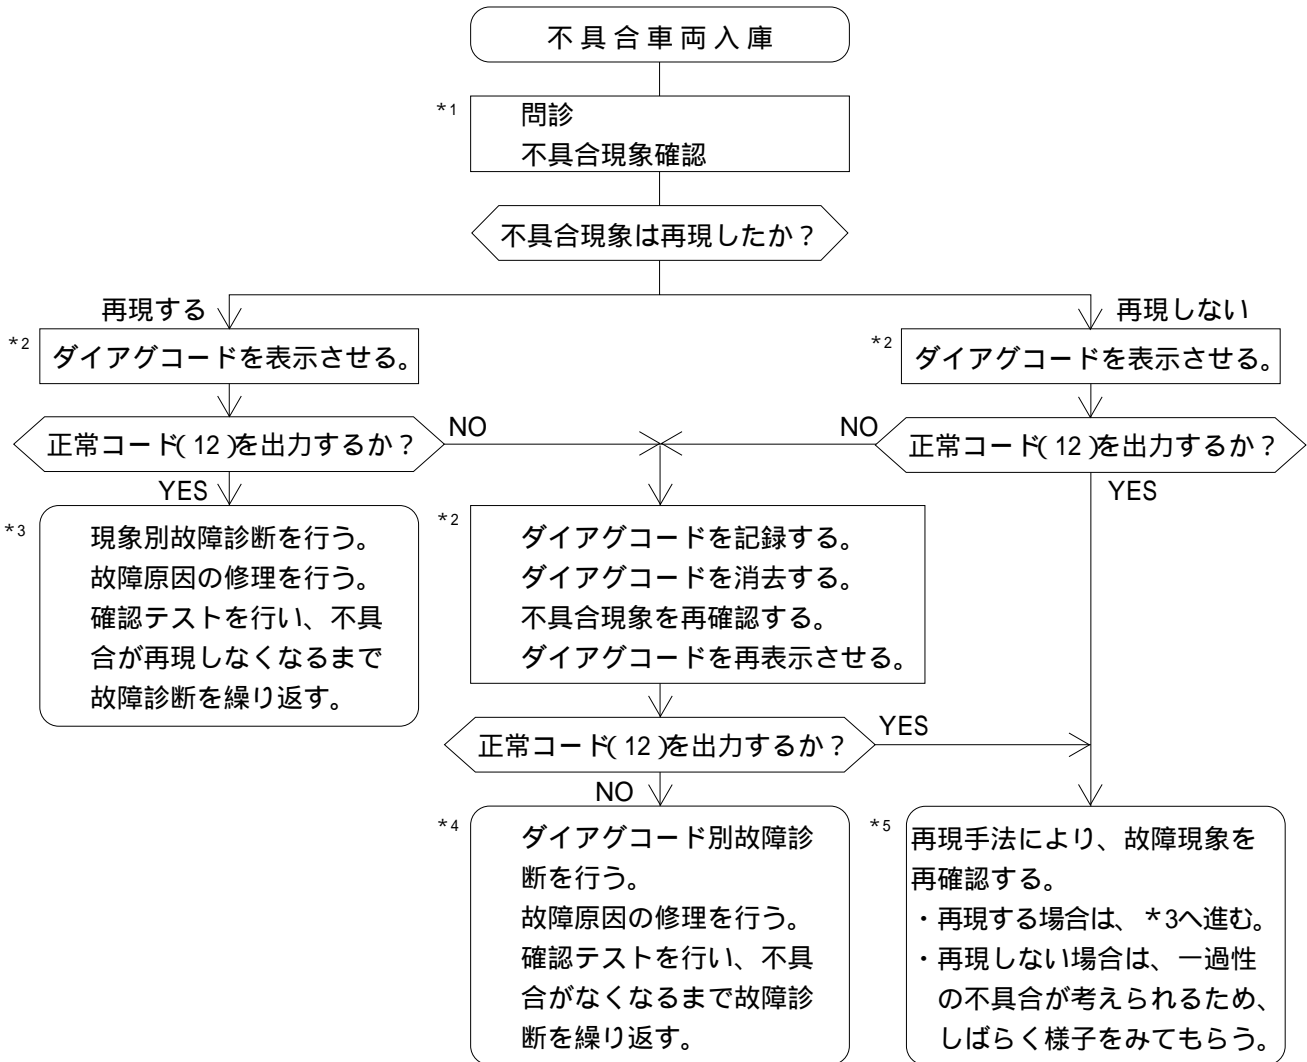 不具合車両入庫
*1
問診
不具合現象確認
不具合現象は再現したか？
再現する
再現しない
*2
ダイアグコードを表示させる。
*2
ダイアグコードを表示させる。
正常コード(12)を出力するか？
NO
NO
正常コード(12)を出力するか？
YES
YES
*3
現象別故障診断を行う。
故障原因の修理を行う。
確認テストを行い、不具
合が再現しなくなるまで
故障診断を繰り返す。
*2
ダイアグコードを記録する。
ダイアグコードを消去する。
不具合現象を再確認する。
ダイアグコードを再表示させる。
正常コード(12)を出力するか？
YES
NO
*4
ダイアグコード別故障診
断を行う。
故障原因の修理を行う。
確認テストを行い、不具
合がなくなるまで故障診
断を繰り返す。
*5
再現手法により、故障現象を
再確認する。
・再現する場合は、*3へ進む。
・再現しない場合は、一過性
の不具合が考えられるため、
しばらく様子をみてもらう。